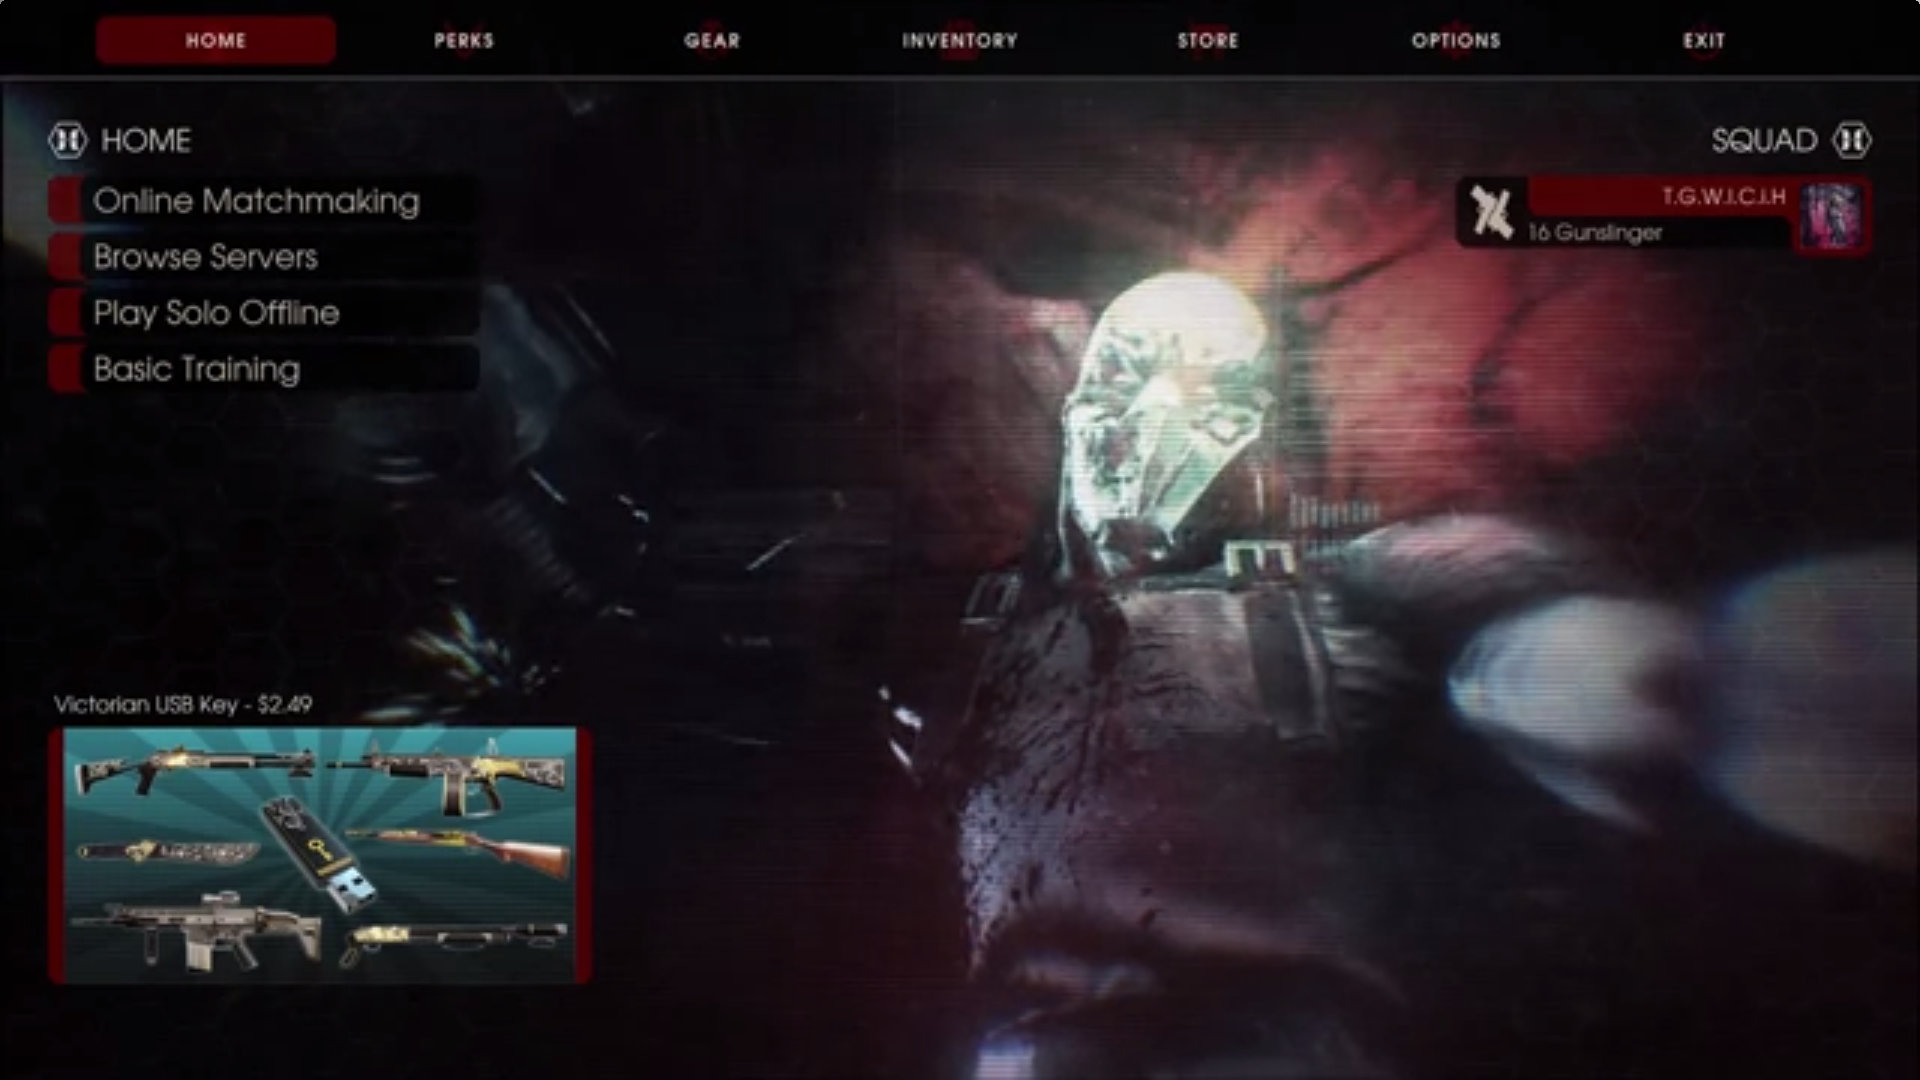 HOME PERKS GEAR INVENTORY STORE OPTIONS EXIT
HOME
Online Matchmaking
Browse Servers
Play Solo Offline
Basic Training
SQUAD
T.G.W.I.C.I.H
16 Gunslinger
Victorian USB Key - $2.49